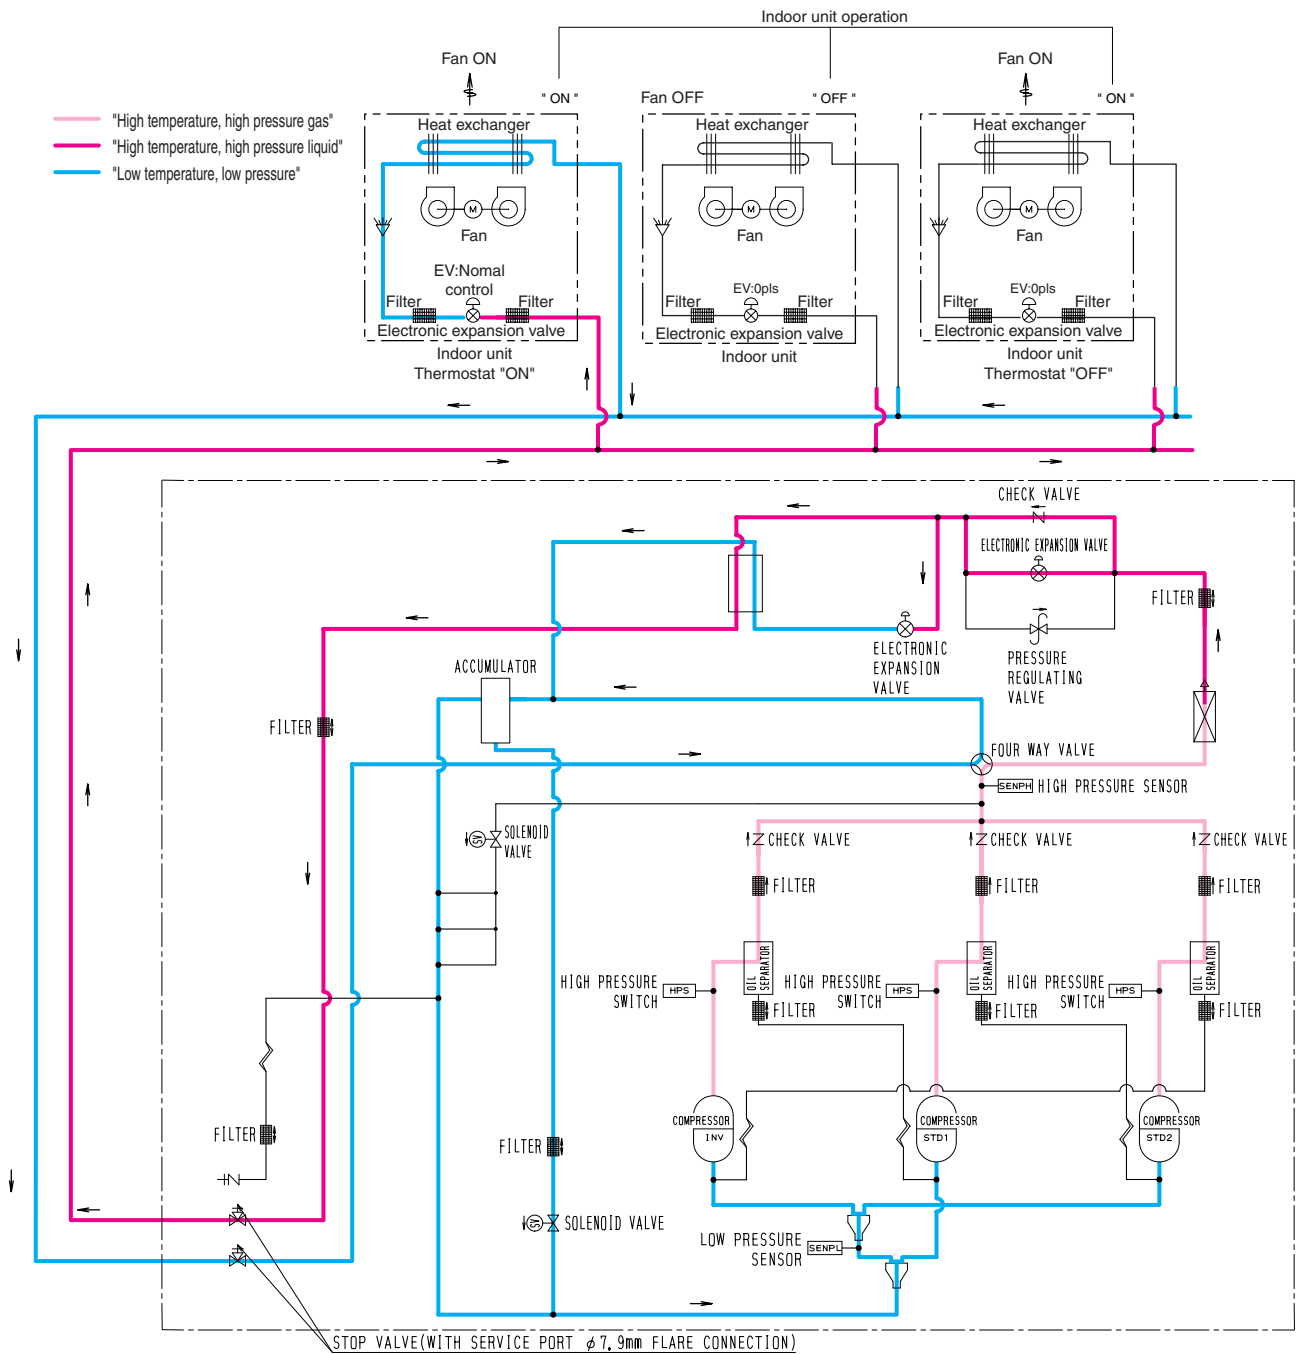 Indoor unit operation
Fan ON
Fan ON
" ON "
Fan OFF
" OFF "
" ON "
"High temperature, high pressure gas"
"High temperature, high pressure liquid"
"Low temperature, low pressure"
Heat exchanger
Heat exchanger
Heat exchanger
M
M
M
Fan
Fan
Fan
EV:Nomal
control
EV:0pls
EV:0pls
Filter
Filter
Filter
Filter
Filter
Filter
Electronic expansion valve
Electronic expansion valve
Electronic expansion valve
Indoor unit
Thermostat "ON"
Indoor unit
Indoor unit
Thermostat "OFF"
CHECK VALVE
ELECTRONIC EXPANSION VALVE
FILTER
ELECTRONIC
EXPANSION
VALVE
PRESSURE
REGULATING
VALVE
ACCUMULATOR
FILTER
FOUR WAY VALVE
SENPH
HIGH PRESSURE SENSOR
SV
SOLENOID
VALVE
CHECK VALVE
CHECK VALVE
CHECK VALVE
FILTER
FILTER
FILTER
OIL
SEPARATOR
OIL
SEPARATOR
OIL
SEPARATOR
HIGH PRESSURE
SWITCH
HPS
HIGH PRESSURE
SWITCH
HPS
HIGH PRESSURE
SWITCH
HPS
FILTER
FILTER
FILTER
COMPRESSOR
INV
COMPRESSOR
STD1
COMPRESSOR
STD2
FILTER
FILTER
SV
SOLENOID VALVE
LOW PRESSURE
SENSOR
SENPL
STOP VALVE(WITH SERVICE PORT φ7.9mm FLARE CONNECTION)